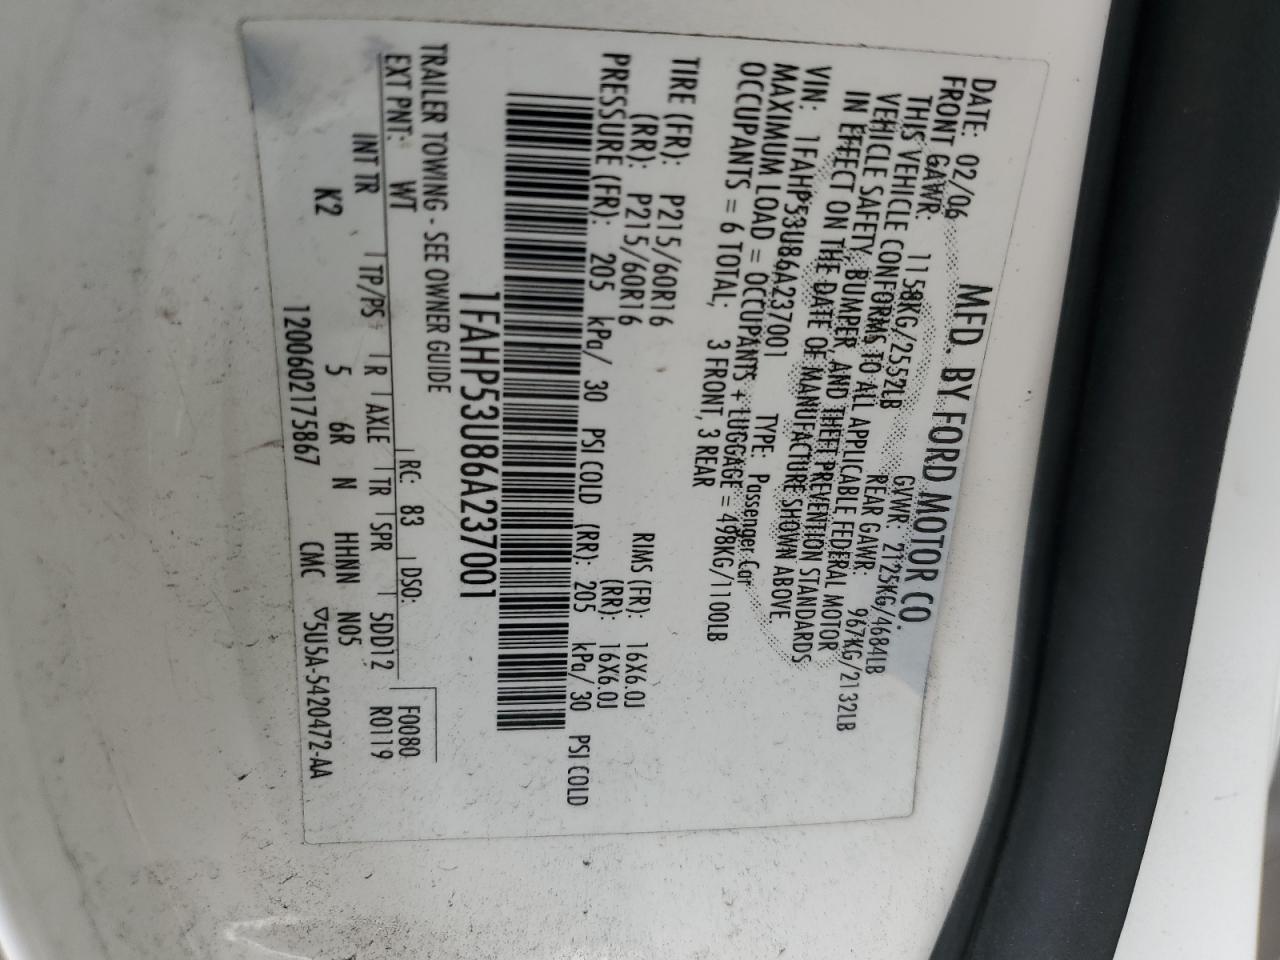 MFD. BY FORD MOTOR CO.
DATE: 02/06 GVWR: 2125KG/4684LB
FRONT GAWR: 1158KG/2552LB REAR GAWR: 967KG/2132LB
THIS VEHICLE CONFORMS TO ALL APPLICABLE FEDERAL MOTOR
VEHICLE SAFETY, BUMPER, AND THEFT PREVENTION STANDARDS
IN EFFECT ON THE DATE OF MANUFACTURE SHOWN ABOVE
VIN: 1FAHP53U86A237001 TYPE: Passenger Car
MAXIMUM LOAD = OCCUPANTS + LUGGAGE = 498KG/1100LB
OCCUPANTS = 6 TOTAL; 3 FRONT, 3 REAR
TIRE (FR): P215/60R16 RIMS (FR): 16X6.0J
(RR): P215/60R16 (RR): 16X6.0J
PRESSURE (FR): 205 kPa/ 30 PSI COLD (RR): 205 kPa/ 30 PSI COLD
1FAHP53U86A237001
TRAILER TOWING - SEE OWNER GUIDE
F0080
EXT PNT: WT RC: 83 DSO: R0119
INT TR TP/PS R AXLE TR SPR 5DD12
K2 5 6R N HHNN N05
1200602175867 CMC ▽5U5A-5420472-AA